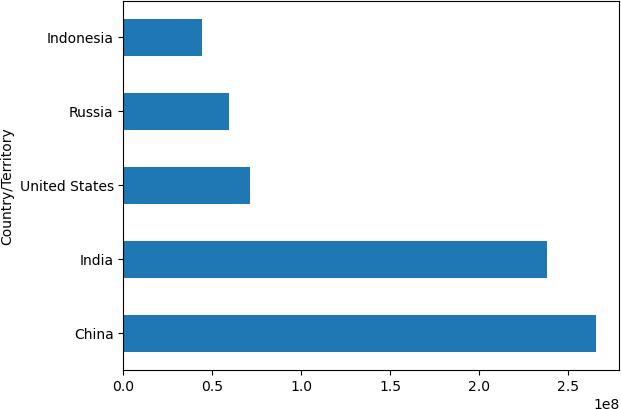 Indonesia
Russia
United States
India
China
Country/Territory
0.0 0.5 1.0 1.5 2.0 2.5
1e8